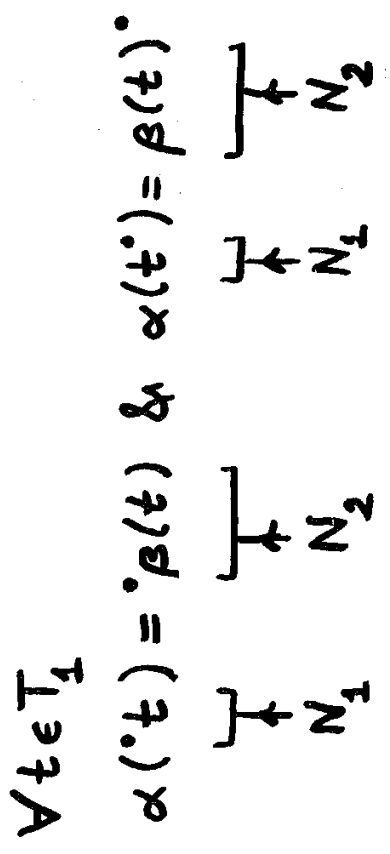 ∀t∈T₁
α(˙t) = ˙β(t) & α(t˙) = β(t)˙
N₁ N₂ N₁ N₂